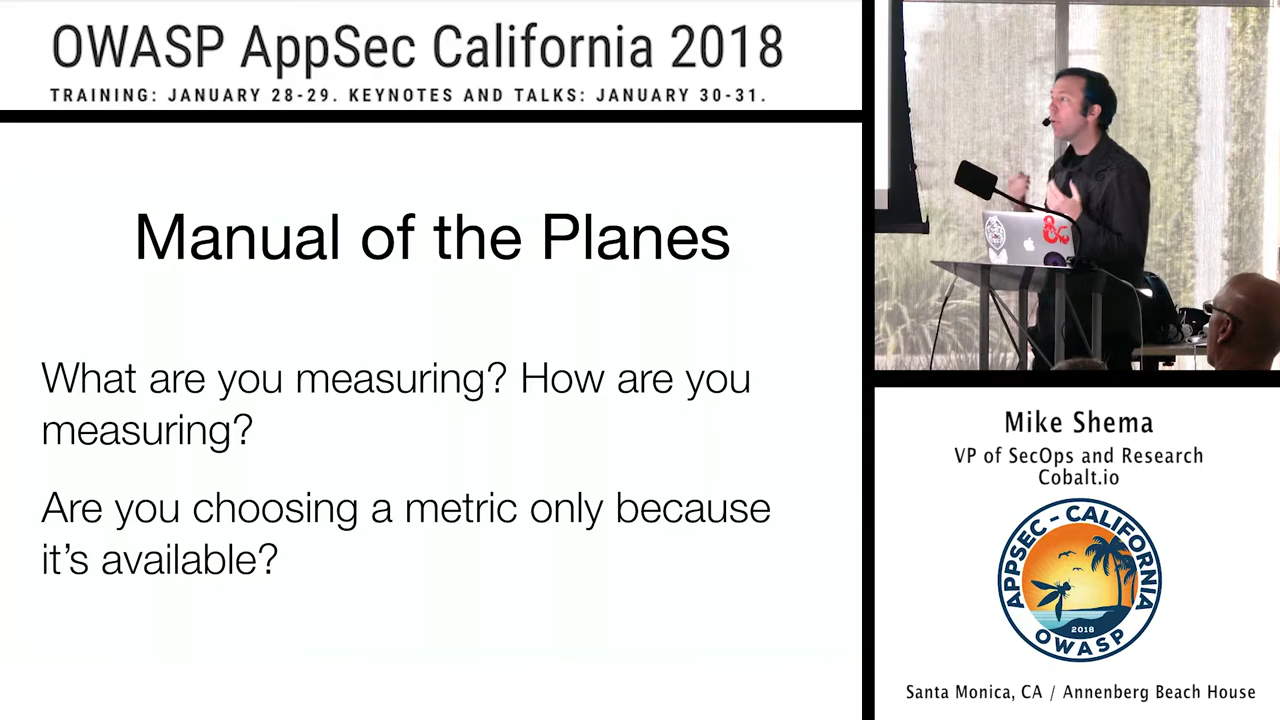 OWASP AppSec California 2018
TRAINING: JANUARY 28-29. KEYNOTES AND TALKS: JANUARY 30-31.
Manual of the Planes
What are you measuring? How are you
measuring?
Are you choosing a metric only because
it's available?
Mike Shema
VP of SecOps and Research
Cobalt.io
APPSEC - CALIFORNIA
2018
OWASP
Santa Monica, CA / Annenberg Beach House